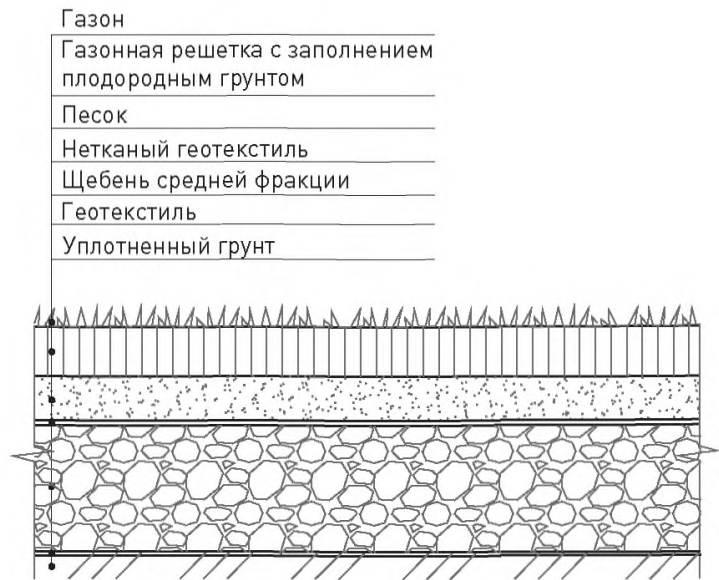 Газон
Газонная решетка с заполнением
плодородным грунтом
Песок
Нетканый геотекстиль
Щебень средней фракции
Геотекстиль
Уплотненный грунт